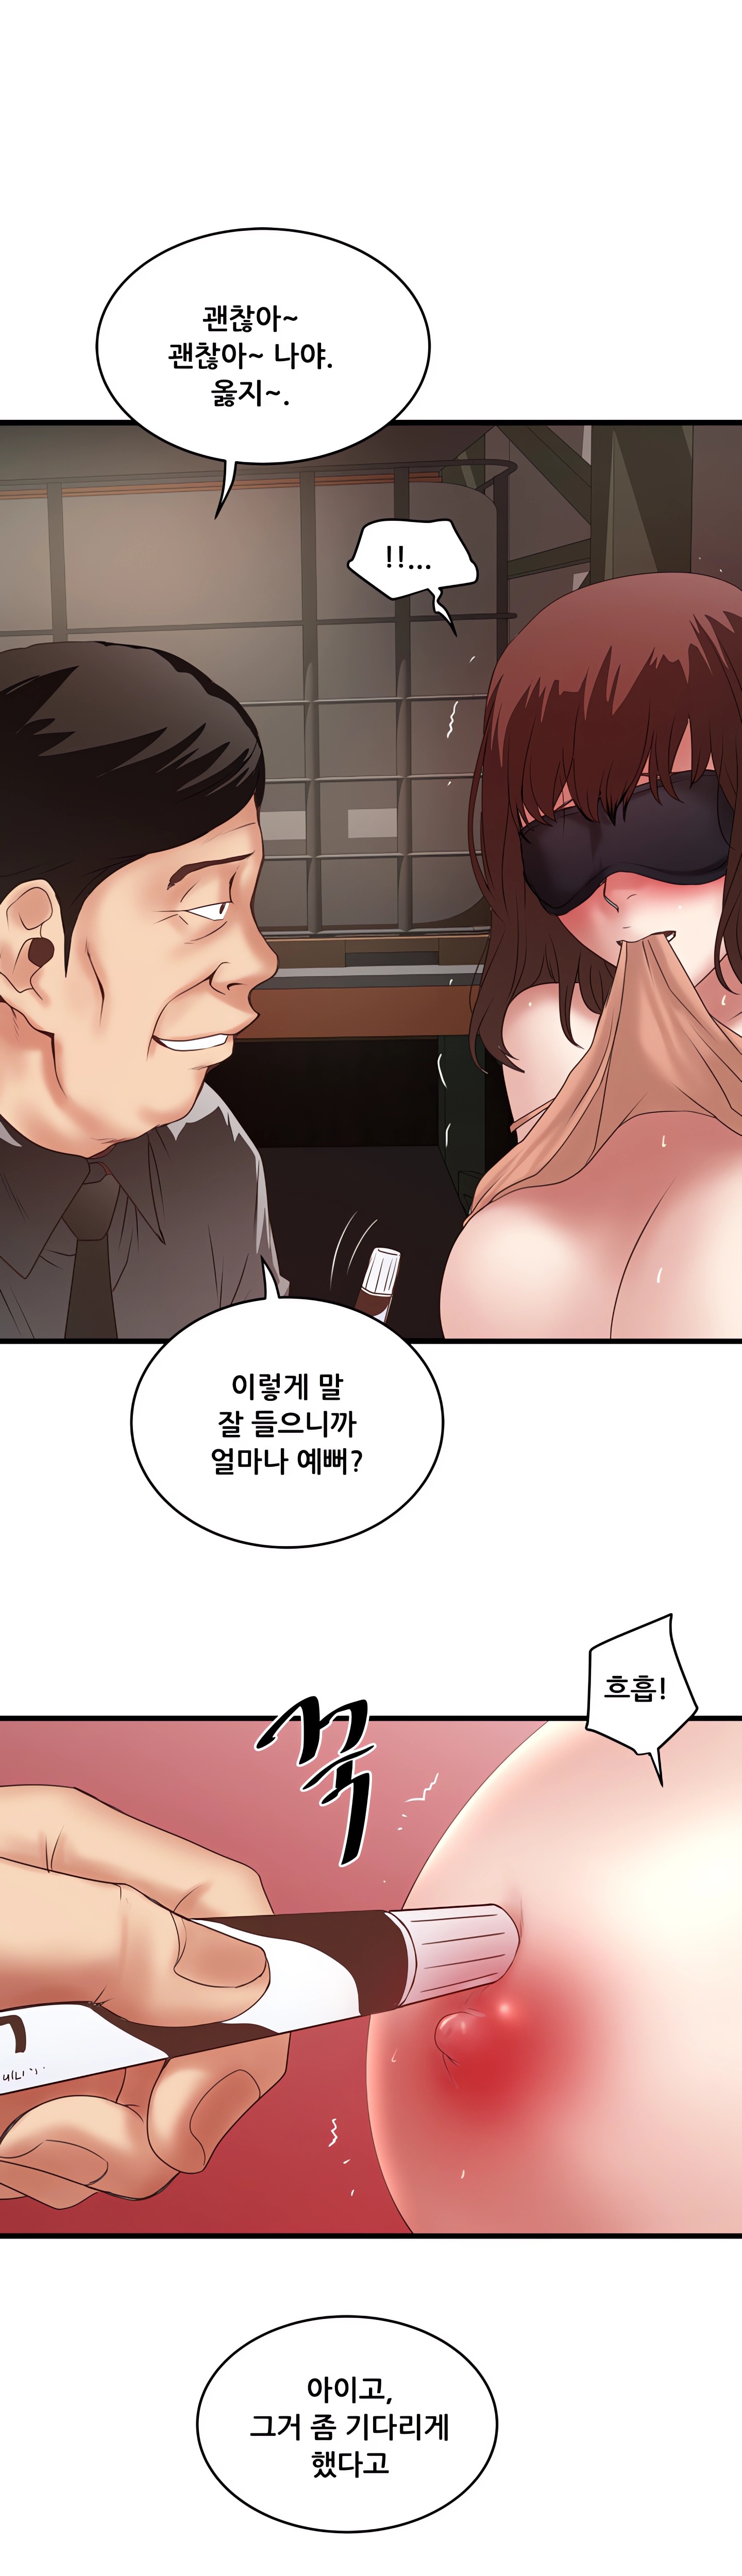 괜찮아~
괜찮아~ 나야.
옳지~.
!!...
이렇게 말
잘 들으니까
얼마나 예뻐?
흐흡!
꾹
아이고,
그거 좀 기다리게
했다고